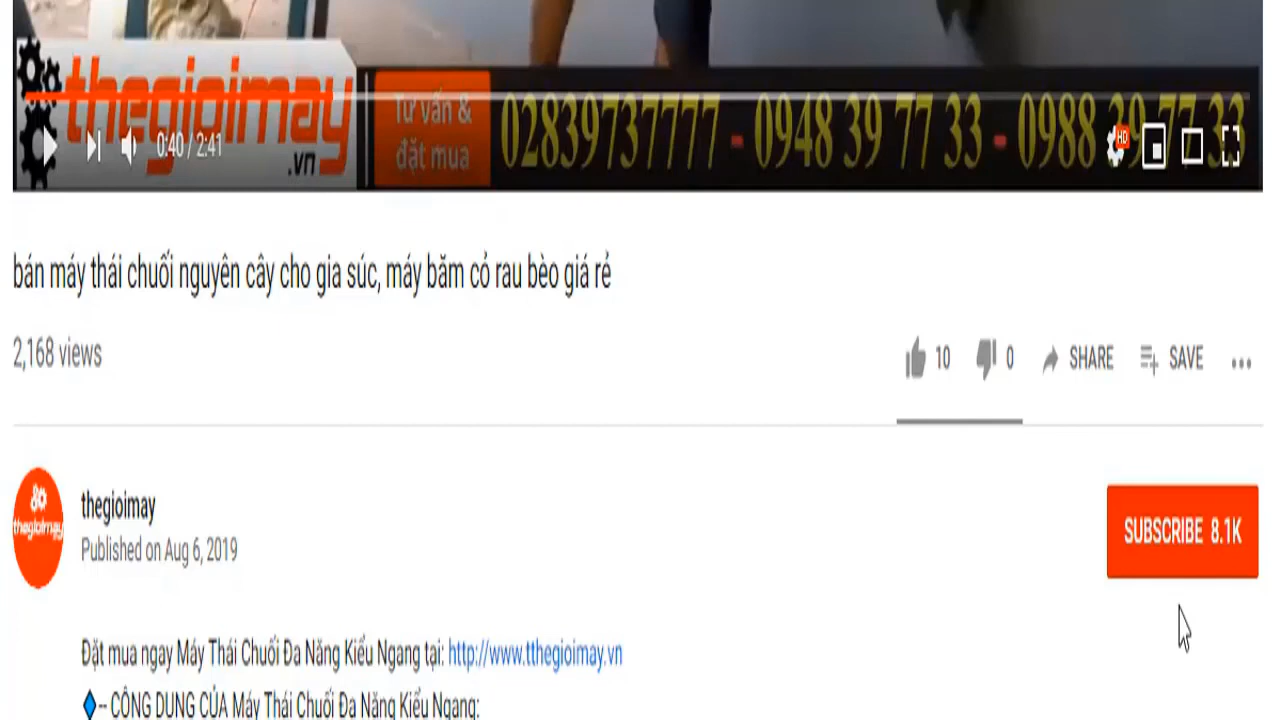 thegioimay
.vn
Tư vấn &
đặt mua
02839737777 - 0948 39 77 33 - 0988 39 77 33
HD
0:40 / 2:41
bán máy thái chuối nguyên cây cho gia súc, máy băm cỏ rau bèo giá rẻ
2,168 views
10 0 SHARE SAVE
thegioimay
thegioimay
Published on Aug 6, 2019
SUBSCRIBE 8.1K
Đặt mua ngay Máy Thái Chuối Đa Năng Kiểu Ngang tại: http://www.tthegioimay.vn
-- CÔNG DỤNG CỦA Máy Thái Chuối Đa Năng Kiểu Ngang: